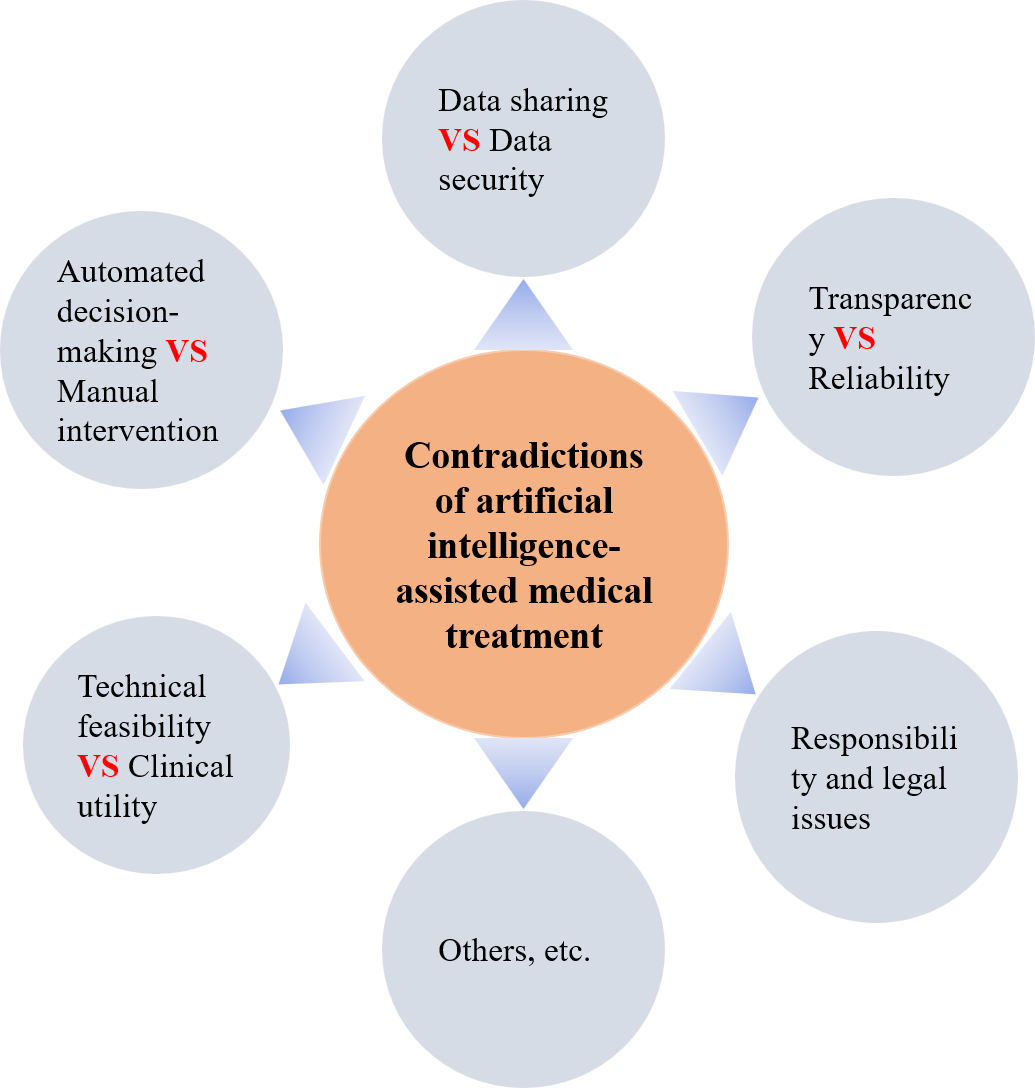 Data sharing
VS Data
security
Automated
decision-
making VS
Manual
intervention
Transparenc
y VS
Reliability
Contradictions
of artificial
intelligence-
assisted medical
treatment
Technical
feasibility
VS Clinical
utility
Responsibili
ty and legal
issues
Others, etc.